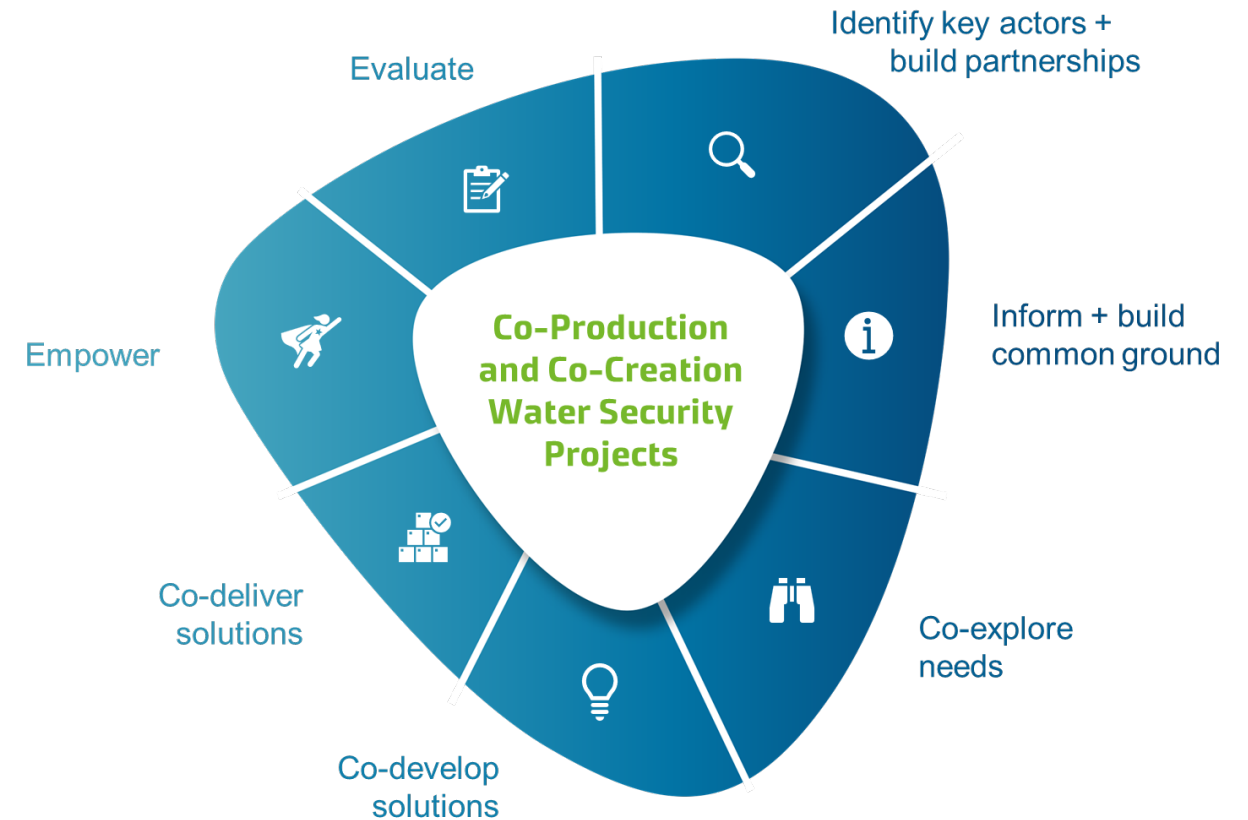 Identify key actors +
build partnerships
Inform + build
common ground
Co-explore
needs
Co-develop
solutions
Co-deliver
solutions
Empower
Evaluate
Co-Production
and Co-Creation
Water Security
Projects